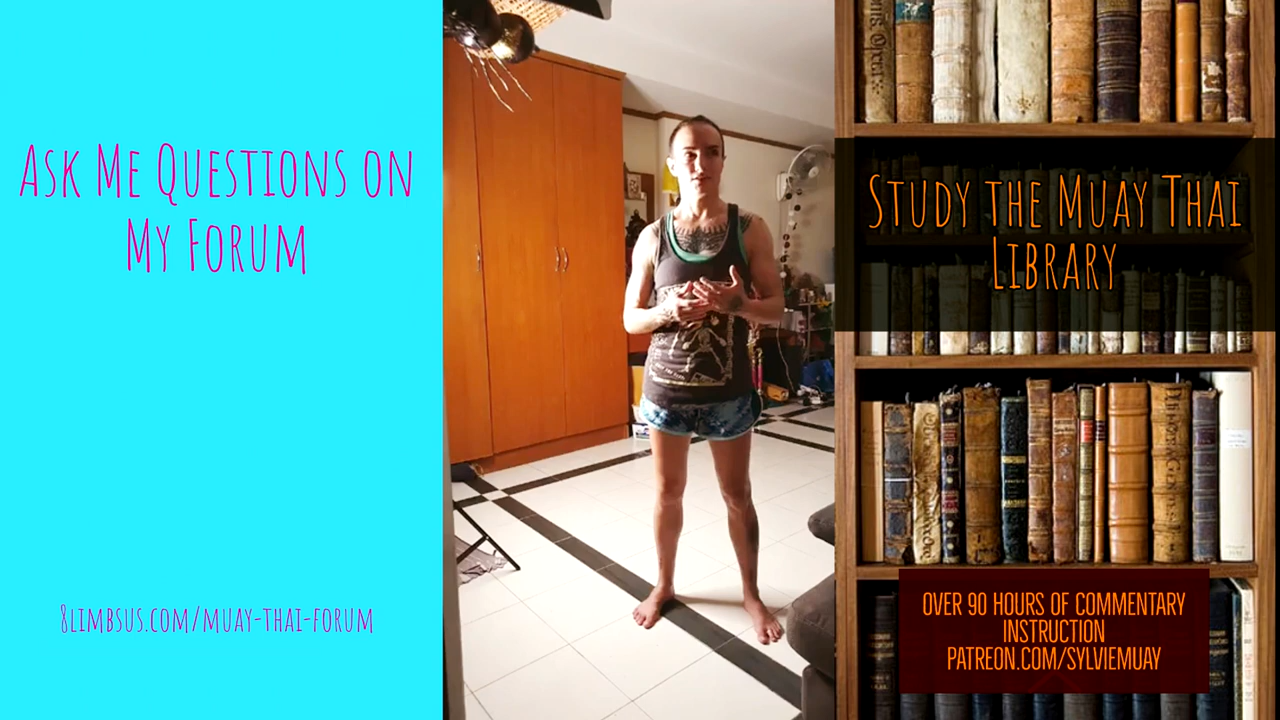 Ask Me Questions on
My Forum
8limbsus.com/muay-thai-forum
Study the Muay Thai
Library
OVER 90 HOURS OF COMMENTARY
INSTRUCTION
PATREON.COM/SYLVIEMUAY